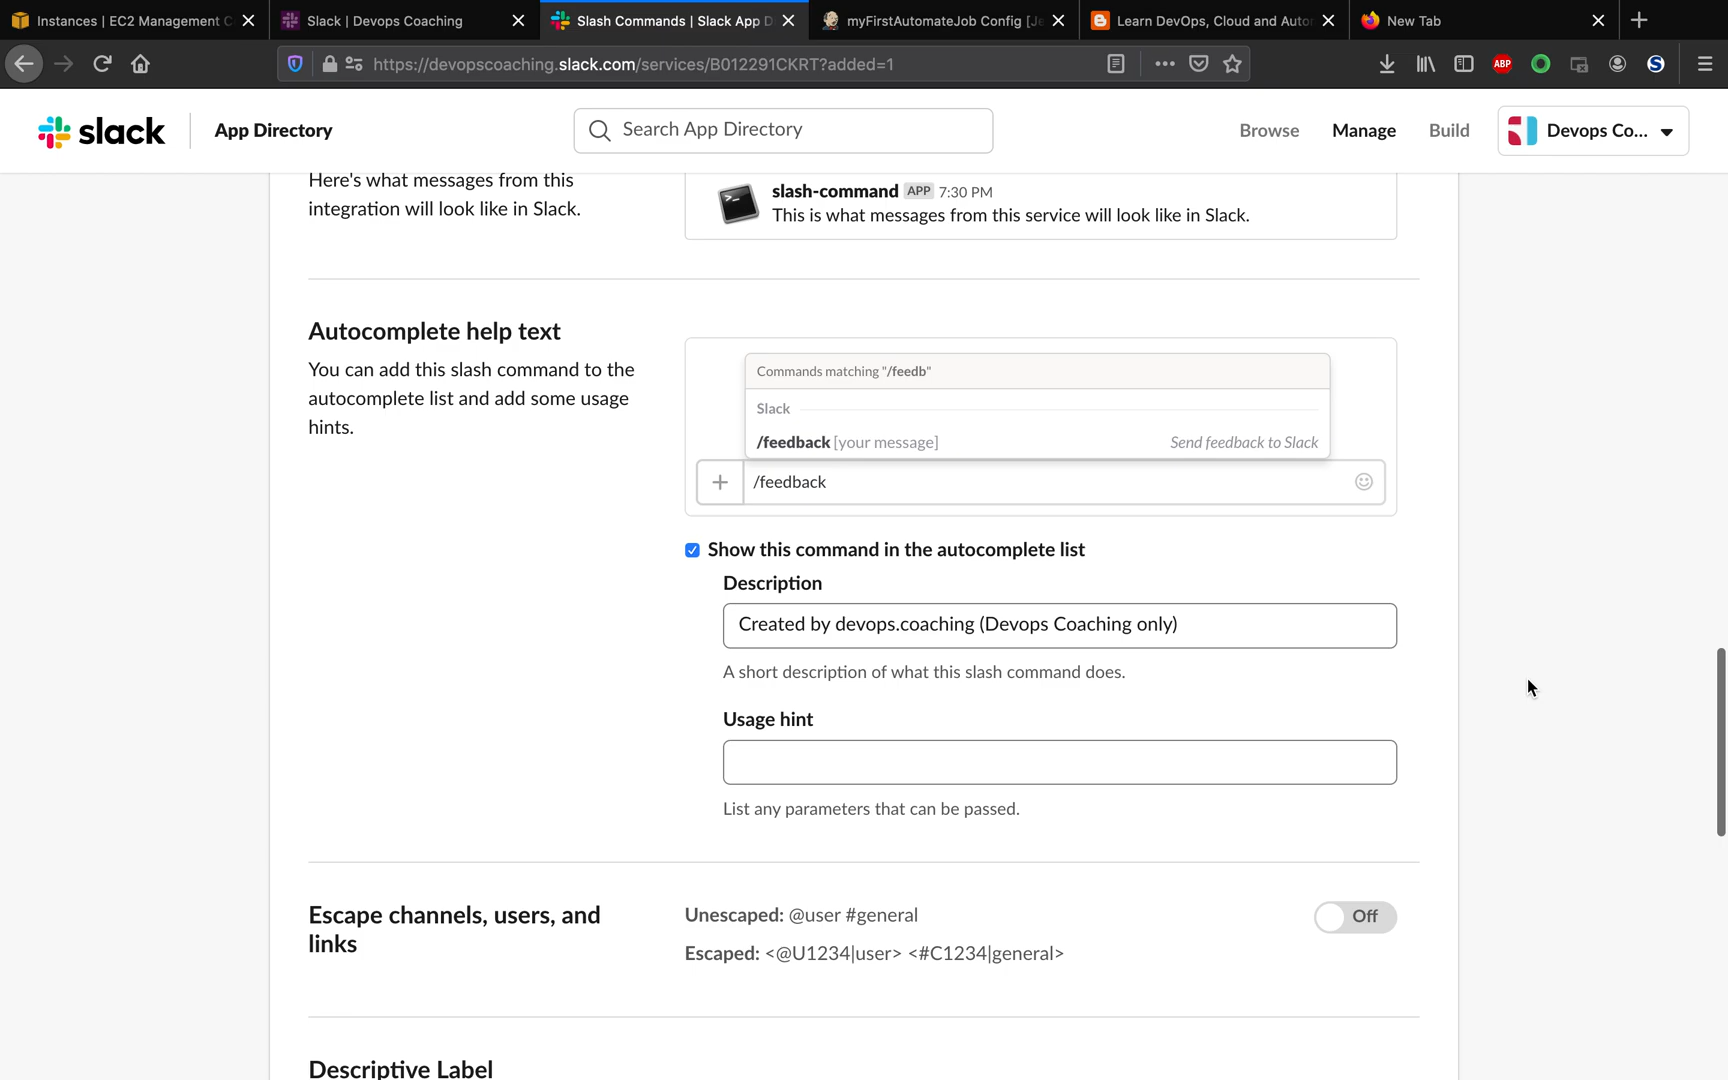 Instances | EC2 Management C
Slack | Devops Coaching
Slash Commands | Slack App D
myFirstAutomateJob Config [Je
Learn DevOps, Cloud and Auto
New Tab
https://devopscoaching.slack.com/services/B012291CKRT?added=1
ABP
S
slack
App Directory
Search App Directory
Browse
Manage
Build
Devops Co...
Here's what messages from this
integration will look like in Slack.
slash-command APP 7:30 PM
This is what messages from this service will look like in Slack.
Autocomplete help text
You can add this slash command to the
autocomplete list and add some usage
hints.
Commands matching "/feedb"
Slack
/feedback [your message] Send feedback to Slack
/feedback
Show this command in the autocomplete list
Description
Created by devops.coaching (Devops Coaching only)
A short description of what this slash command does.
Usage hint
List any parameters that can be passed.
Escape channels, users, and
links
Unescaped: @user #general
Escaped: <@U1234|user> <#C1234|general>
Off
Descriptive Label